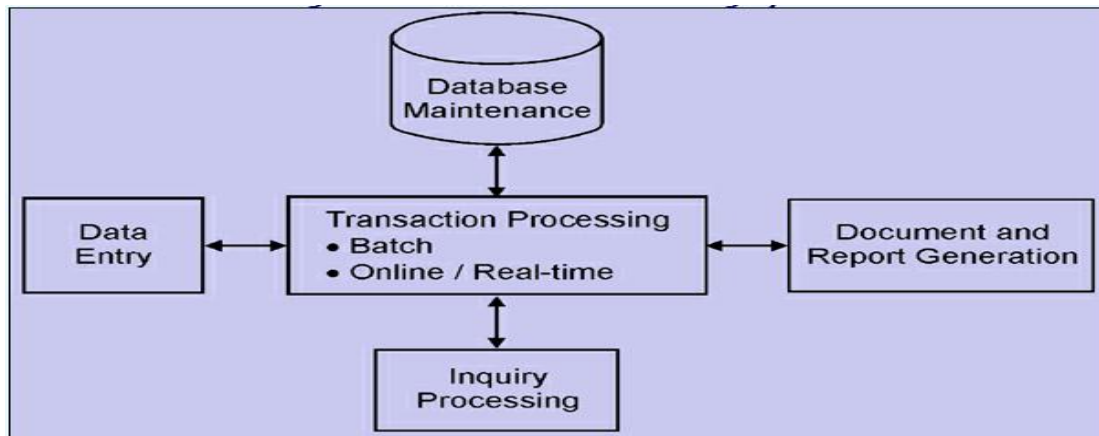 Database
Maintenance
Data
Entry
Transaction Processing
• Batch
• Online / Real-time
Document and
Report Generation
Inquiry
Processing